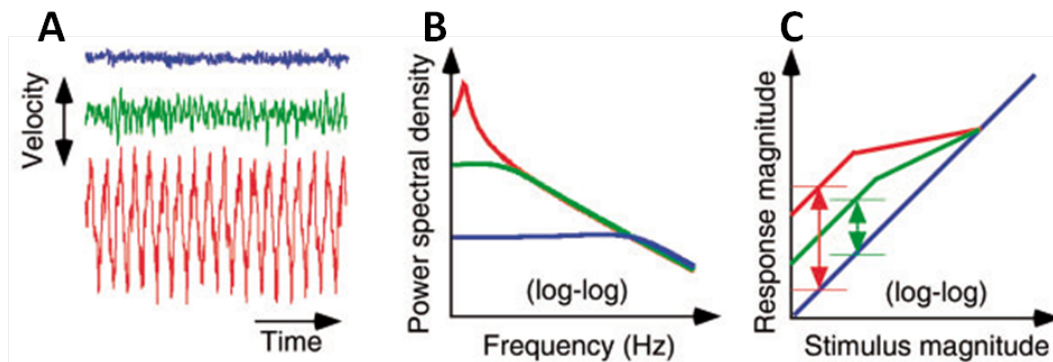 A
Velocity
Time
B
Power spectral density
(log-log)
Frequency (Hz)
C
Response magnitude
(log-log)
Stimulus magnitude